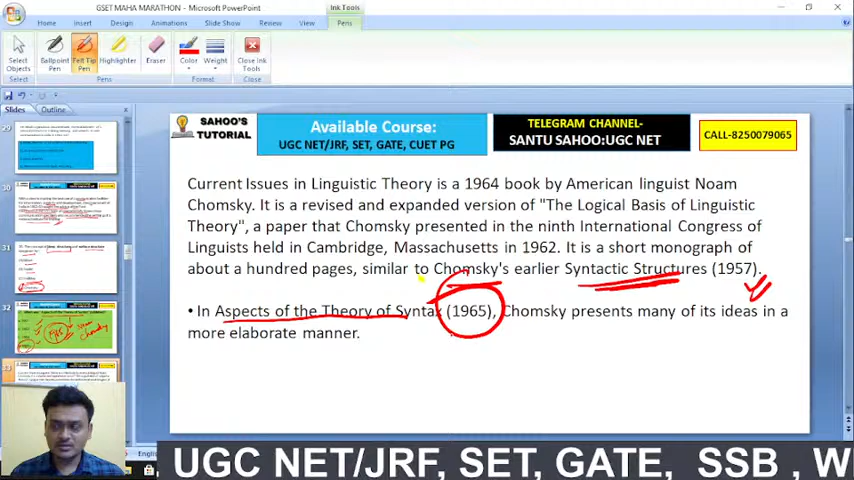 GSET MAHA MARATHON - Microsoft PowerPoint
Ink Tools
Home
Insert
Design
Animations
Slide Show
Review
View
Pens
Select Objects
Ballpoint Pen
Felt Tip Pen
Highlighter
Eraser
Color
Weight
Close Ink Tools
Select
Pens
Format
Close
Slides
Outline
29
30
31
32
33
SAHOO'S
TUTORIAL
Available Course:
UGC NET/JRF, SET, GATE, CUET PG
TELEGRAM CHANNEL-
SANTU SAHOO:UGC NET
CALL-8250079065
Current Issues in Linguistic Theory is a 1964 book by American linguist Noam
Chomsky. It is a revised and expanded version of "The Logical Basis of Linguistic
Theory", a paper that Chomsky presented in the ninth International Congress of
Linguists held in Cambridge, Massachusetts in 1962. It is a short monograph of
about a hundred pages, similar to Chomsky's earlier Syntactic Structures (1957).
• In Aspects of the Theory of Syntax (1965), Chomsky presents many of its ideas in a
more elaborate manner.
UGC NET/JRF, SET, GATE, SSB , W